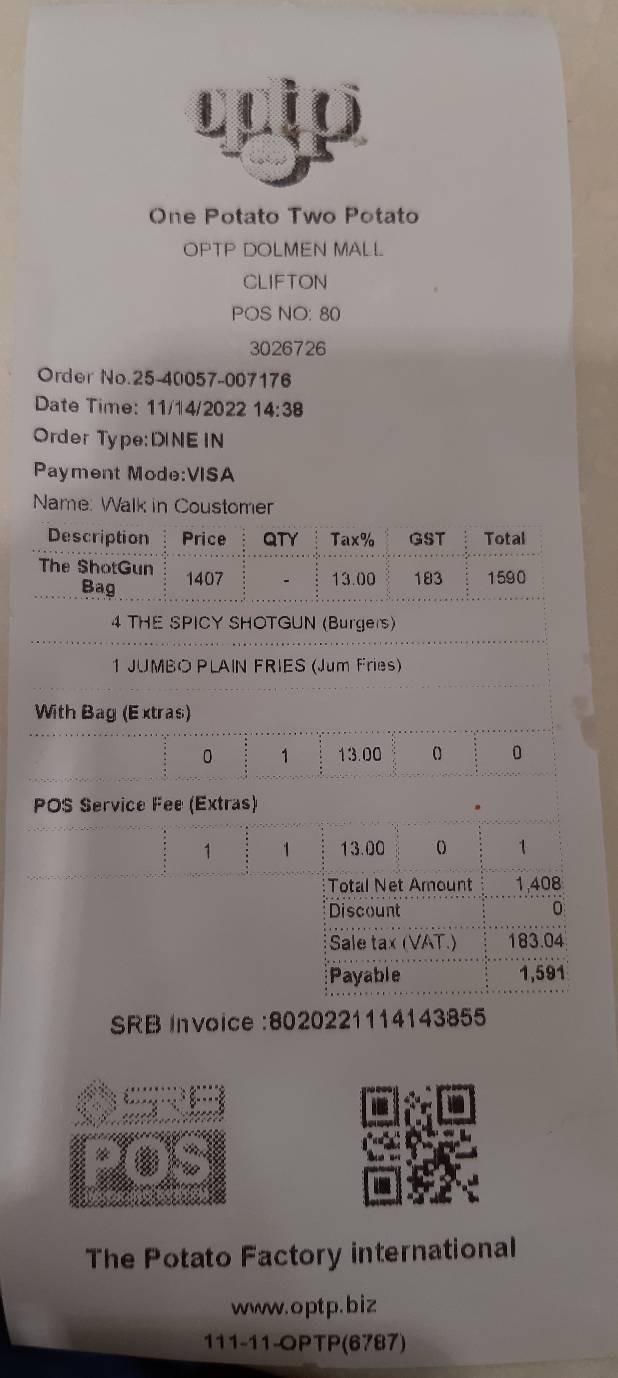 optp
One Potato Two Potato
OPTP DOLMEN MALL
CLIFTON
POS NO: 80
3026726
Order No.25-40057-007176
Date Time: 11/14/2022 14:38
Order Type:DINE IN
Payment Mode:VISA
Name: Walk in Coustomer
Description Price QTY Tax% GST Total
The ShotGun Bag 1407 - 13.00 183 1590
4 THE SPICY SHOTGUN (Burgers)
1 JUMBO PLAIN FRIES (Jum Fries)
With Bag (Extras)
0 1 13.00 0 0
POS Service Fee (Extras)
1 1 13.00 0 1
Total Net Amount 1,408
Discount 0
Sale tax (VAT.) 183.04
Payable 1,591
SRB Invoice :8020221114143855
SRB
POS
The Potato Factory international
www.optp.biz
111-11-OPTP(6787)